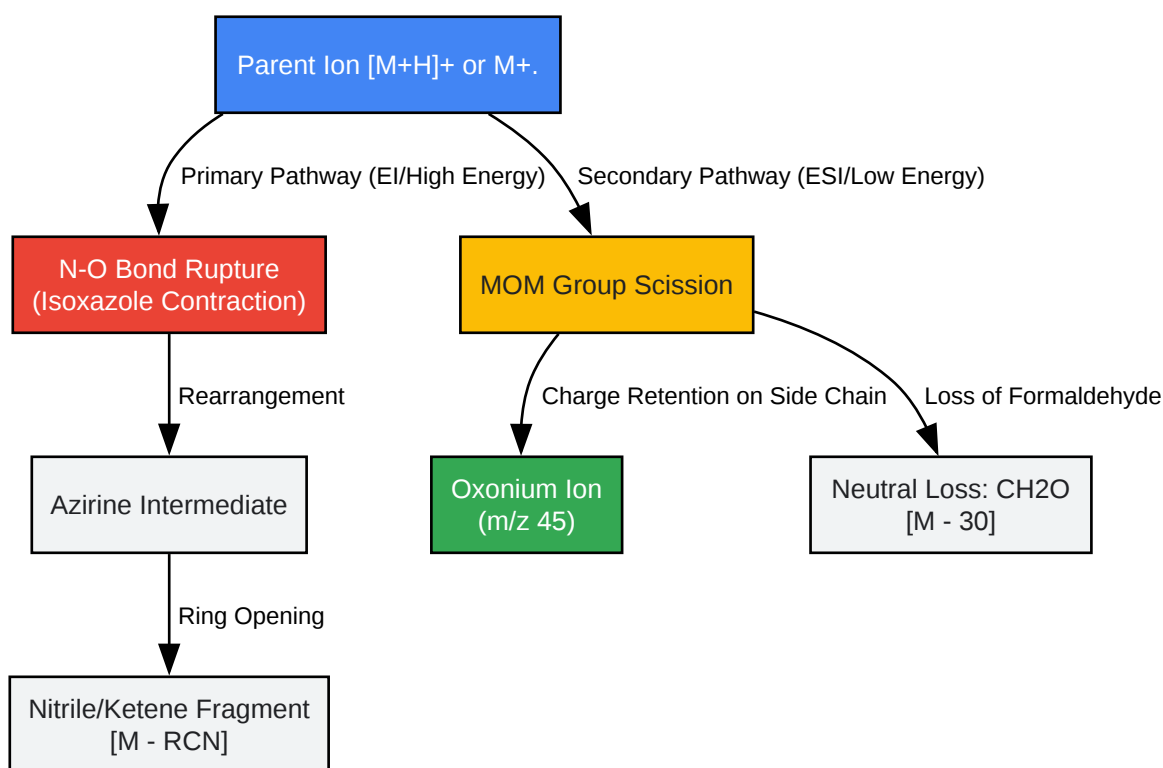 Parent Ion [M+H]+ or M+.
Primary Pathway (EI/High Energy)
Secondary Pathway (ESI/Low Energy)
N-O Bond Rupture
(Isoxazole Contraction)
MOM Group Scission
Rearrangement
Charge Retention on Side Chain
Loss of Formaldehyde
Azirine Intermediate
Oxonium Ion
(m/z 45)
Neutral Loss: CH2O
[M - 30]
Ring Opening
Nitrile/Ketene Fragment
[M - RCN]